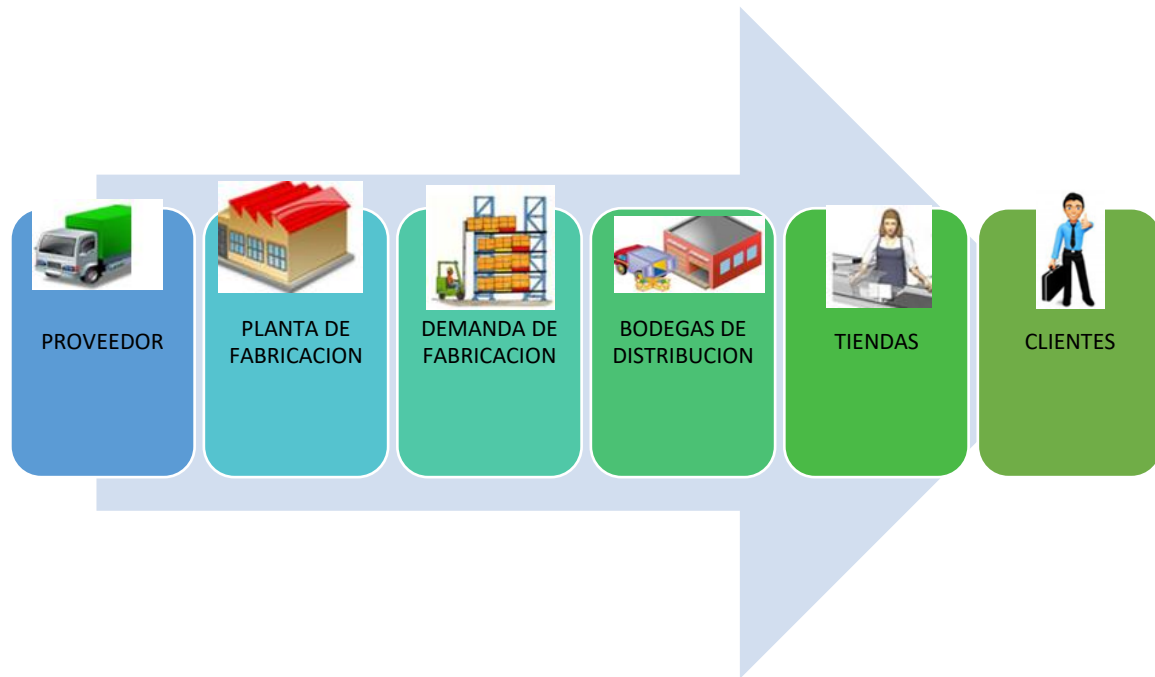 PROVEEDOR
PLANTA DE
FABRICACION
DEMANDA DE
FABRICACION
BODEGAS DE
DISTRIBUCION
TIENDAS
CLIENTES